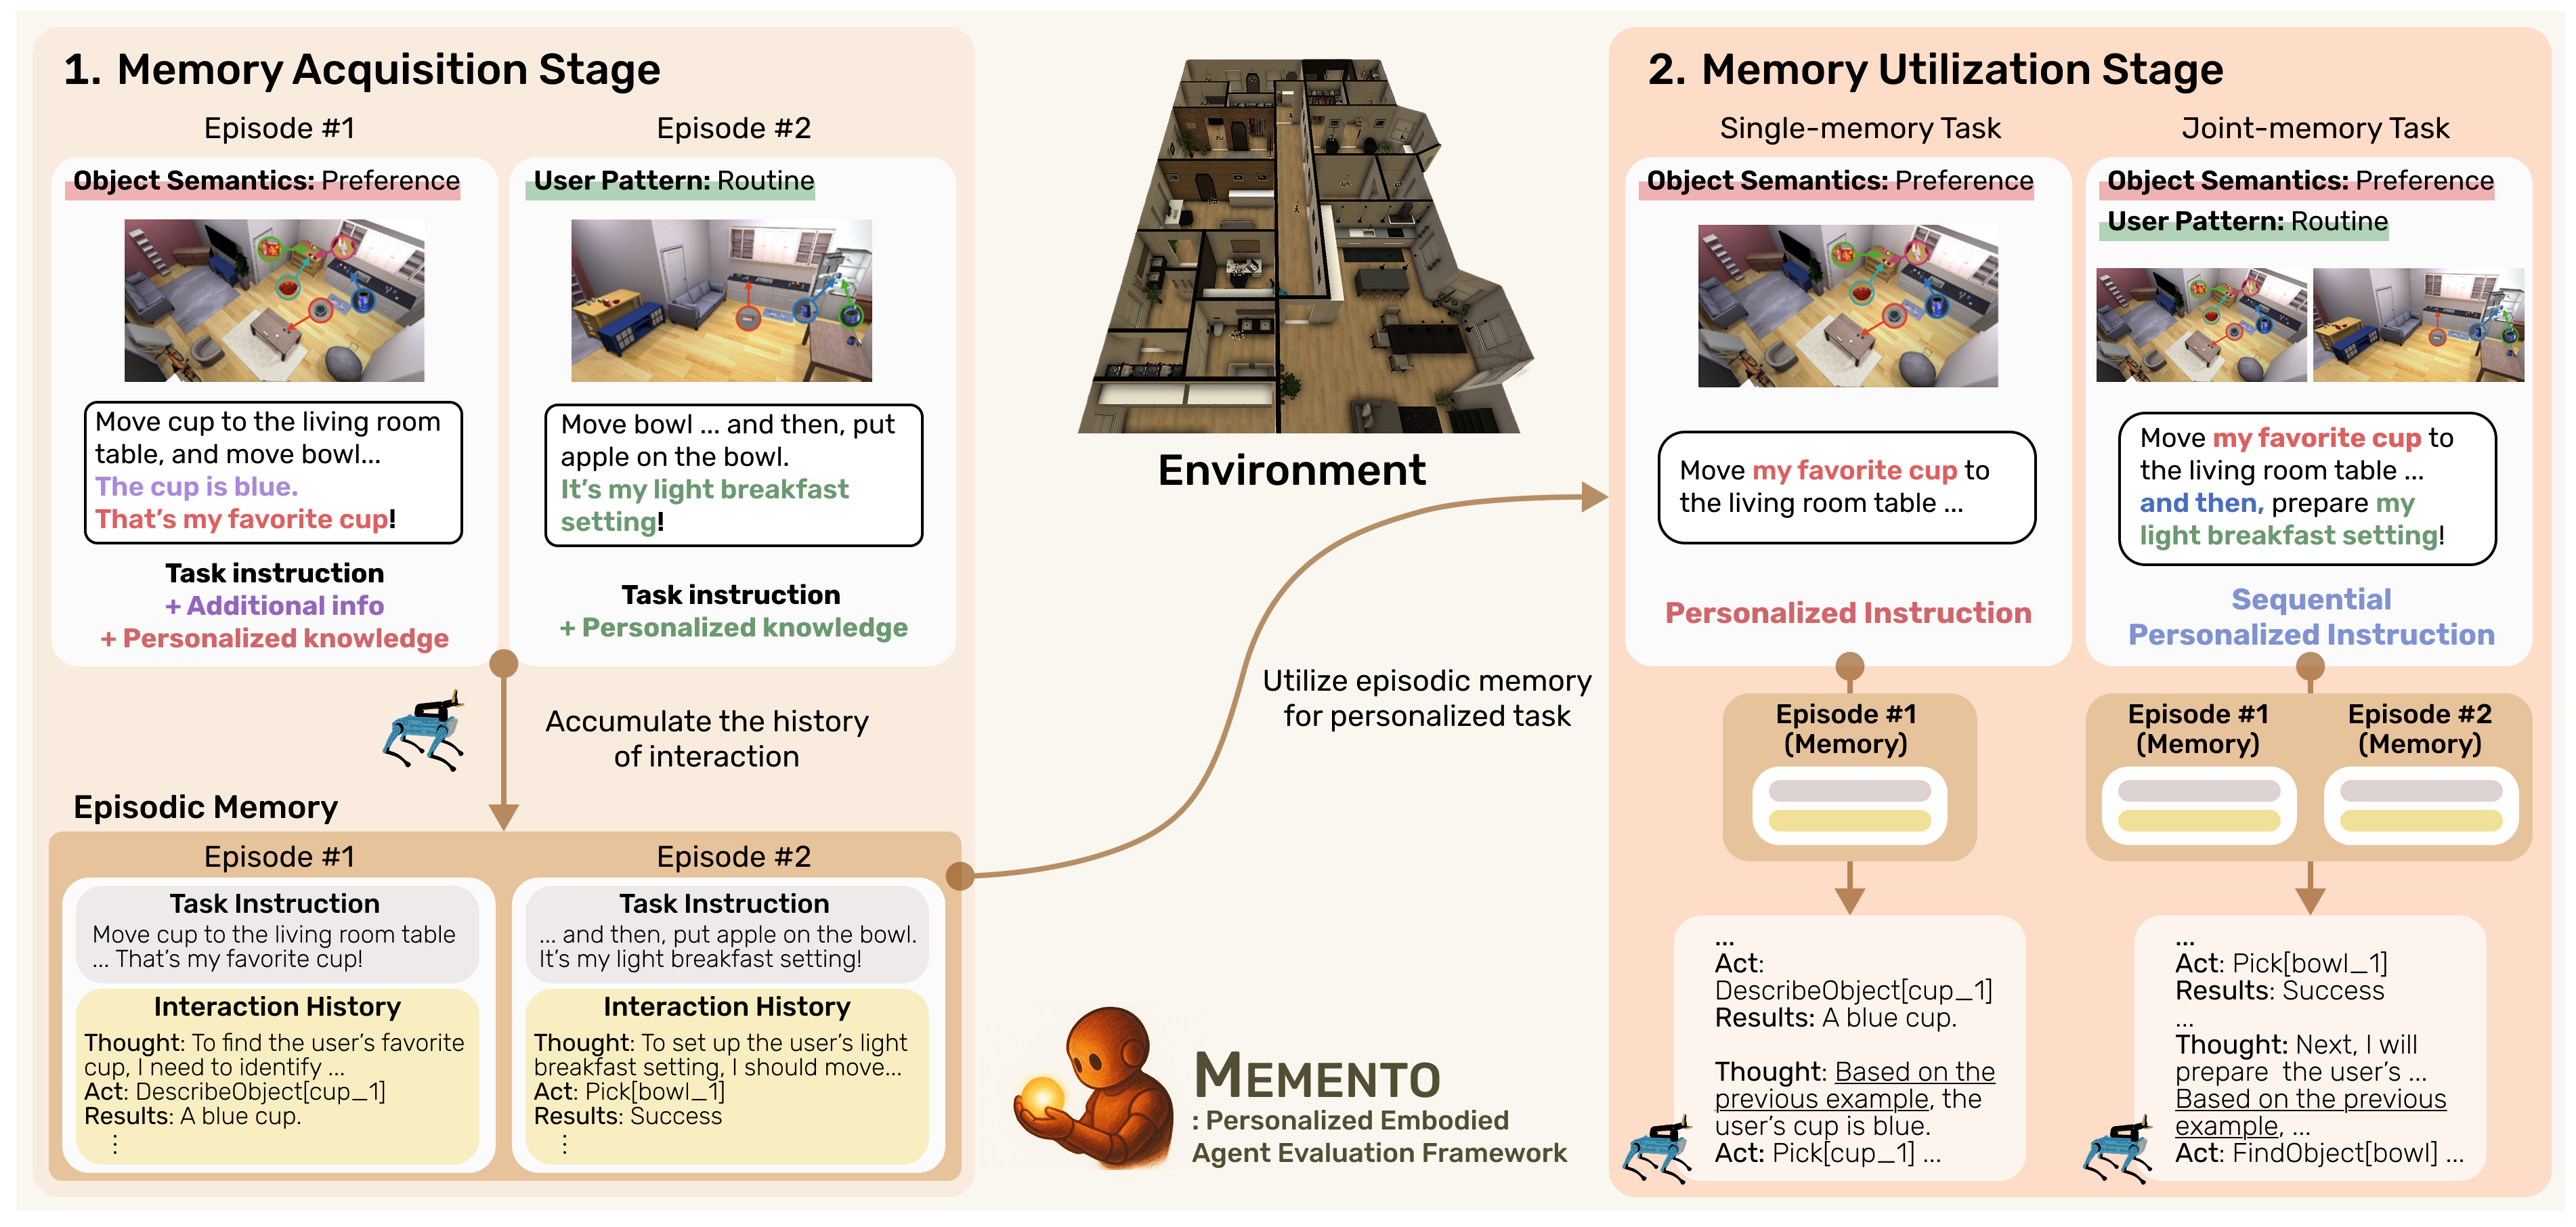 1. Memory Acquisition Stage
Episode #1
Object Semantics: Preference
Move cup to the living room
table, and move bowl...
The cup is blue.
That's my favorite cup!
Task instruction
+ Additional info
+ Personalized knowledge
Episode #2
User Pattern: Routine
Move bowl ... and then, put
apple on the bowl.
It's my light breakfast
setting!
Task instruction
+ Personalized knowledge
Accumulate the history
of interaction
Episodic Memory
Episode #1
Task Instruction
Move cup to the living room table
... That's my favorite cup!
Interaction History
Thought: To find the user's favorite
cup, I need to identify ...
Act: DescribeObject[cup_1]
Results: A blue cup.
⋮
Episode #2
Task Instruction
... and then, put apple on the bowl.
It's my light breakfast setting!
Interaction History
Thought: To set up the user's light
breakfast setting, I should move...
Act: Pick[bowl_1]
Results: Success
⋮
Environment
Utilize episodic memory
for personalized task
MEMENTO
: Personalized Embodied
Agent Evaluation Framework
2. Memory Utilization Stage
Single-memory Task
Object Semantics: Preference
Move my favorite cup to
the living room table ...
Personalized Instruction
Episode #1
(Memory)
...
Act:
DescribeObject[cup_1]
Results: A blue cup.
Thought: Based on the
previous example, the
user's cup is blue.
Act: Pick[cup_1] ...
Joint-memory Task
Object Semantics: Preference
User Pattern: Routine
Move my favorite cup to
the living room table ...
and then, prepare my
light breakfast setting!
Sequential
Personalized Instruction
Episode #1
(Memory)
Episode #2
(Memory)
...
Act: Pick[bowl_1]
Results: Success
...
Thought: Next, I will
prepare the user's ...
Based on the previous
example, ...
Act: FindObject[bowl] ...